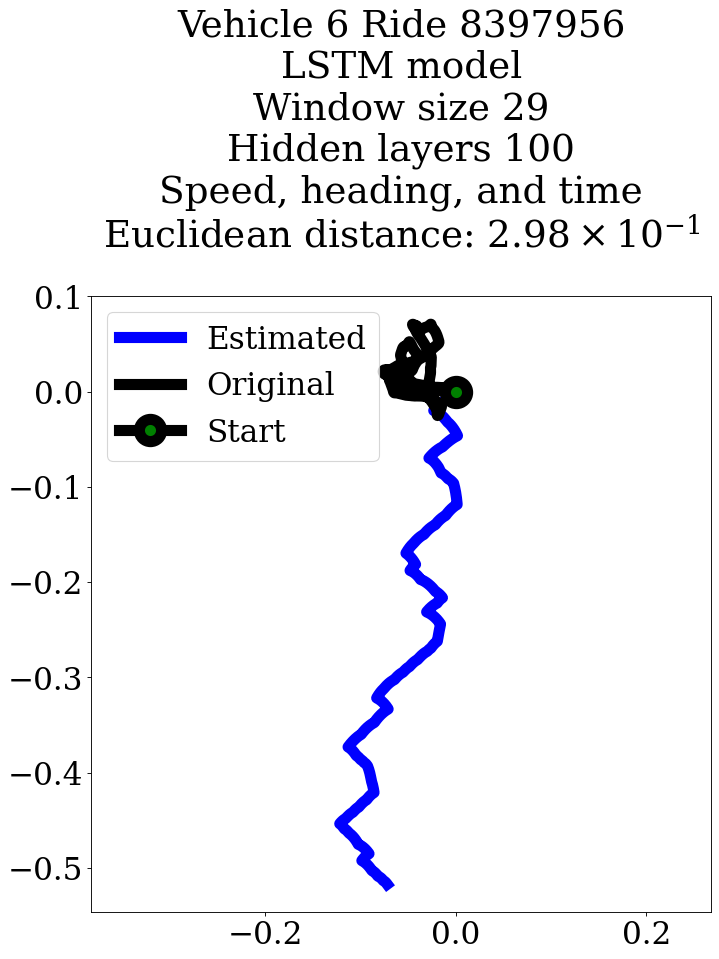 Vehicle 6 Ride 8397956
LSTM model
Window size 29
Hidden layers 100
Speed, heading, and time
Euclidean distance: 2.98 × 10⁻¹
Estimated
Original
Start
0.1
0.0
−0.1
−0.2
−0.3
−0.4
−0.5
−0.2 0.0 0.2